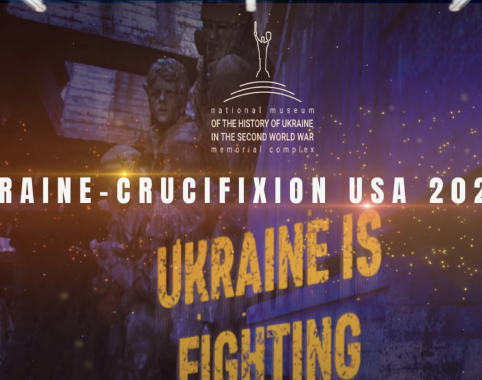 national museum
OF THE HISTORY OF UKRAINE
IN THE SECOND WORLD WAR
memorial complex
RAINE-CRUCIFIXION USA 202
UKRAINE IS
FIGHTING